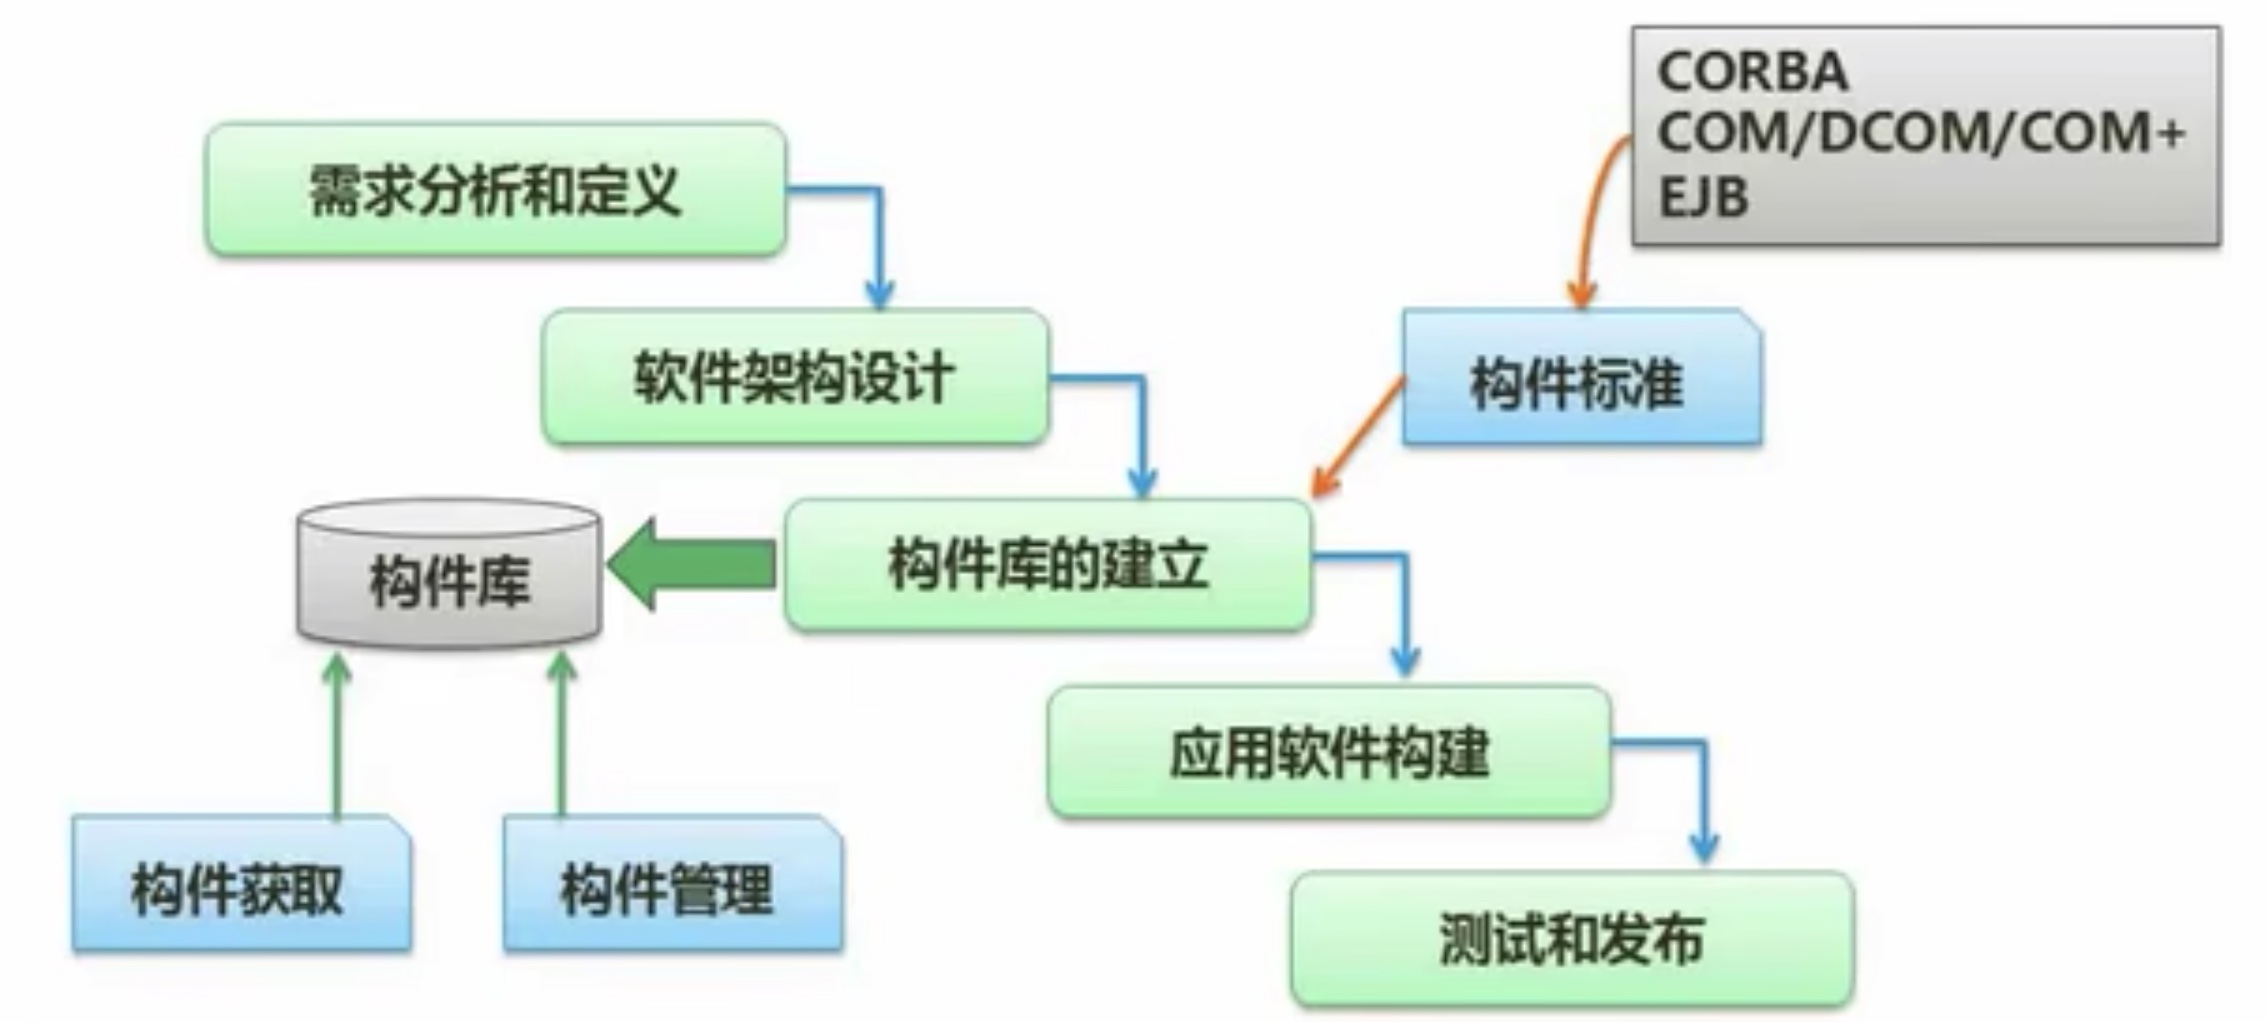 CORBA
COM/DCOM/COM+
EJB
需求分析和定义
软件架构设计
构件标准
构件库
构件库的建立
应用软件构建
构件获取
构件管理
测试和发布